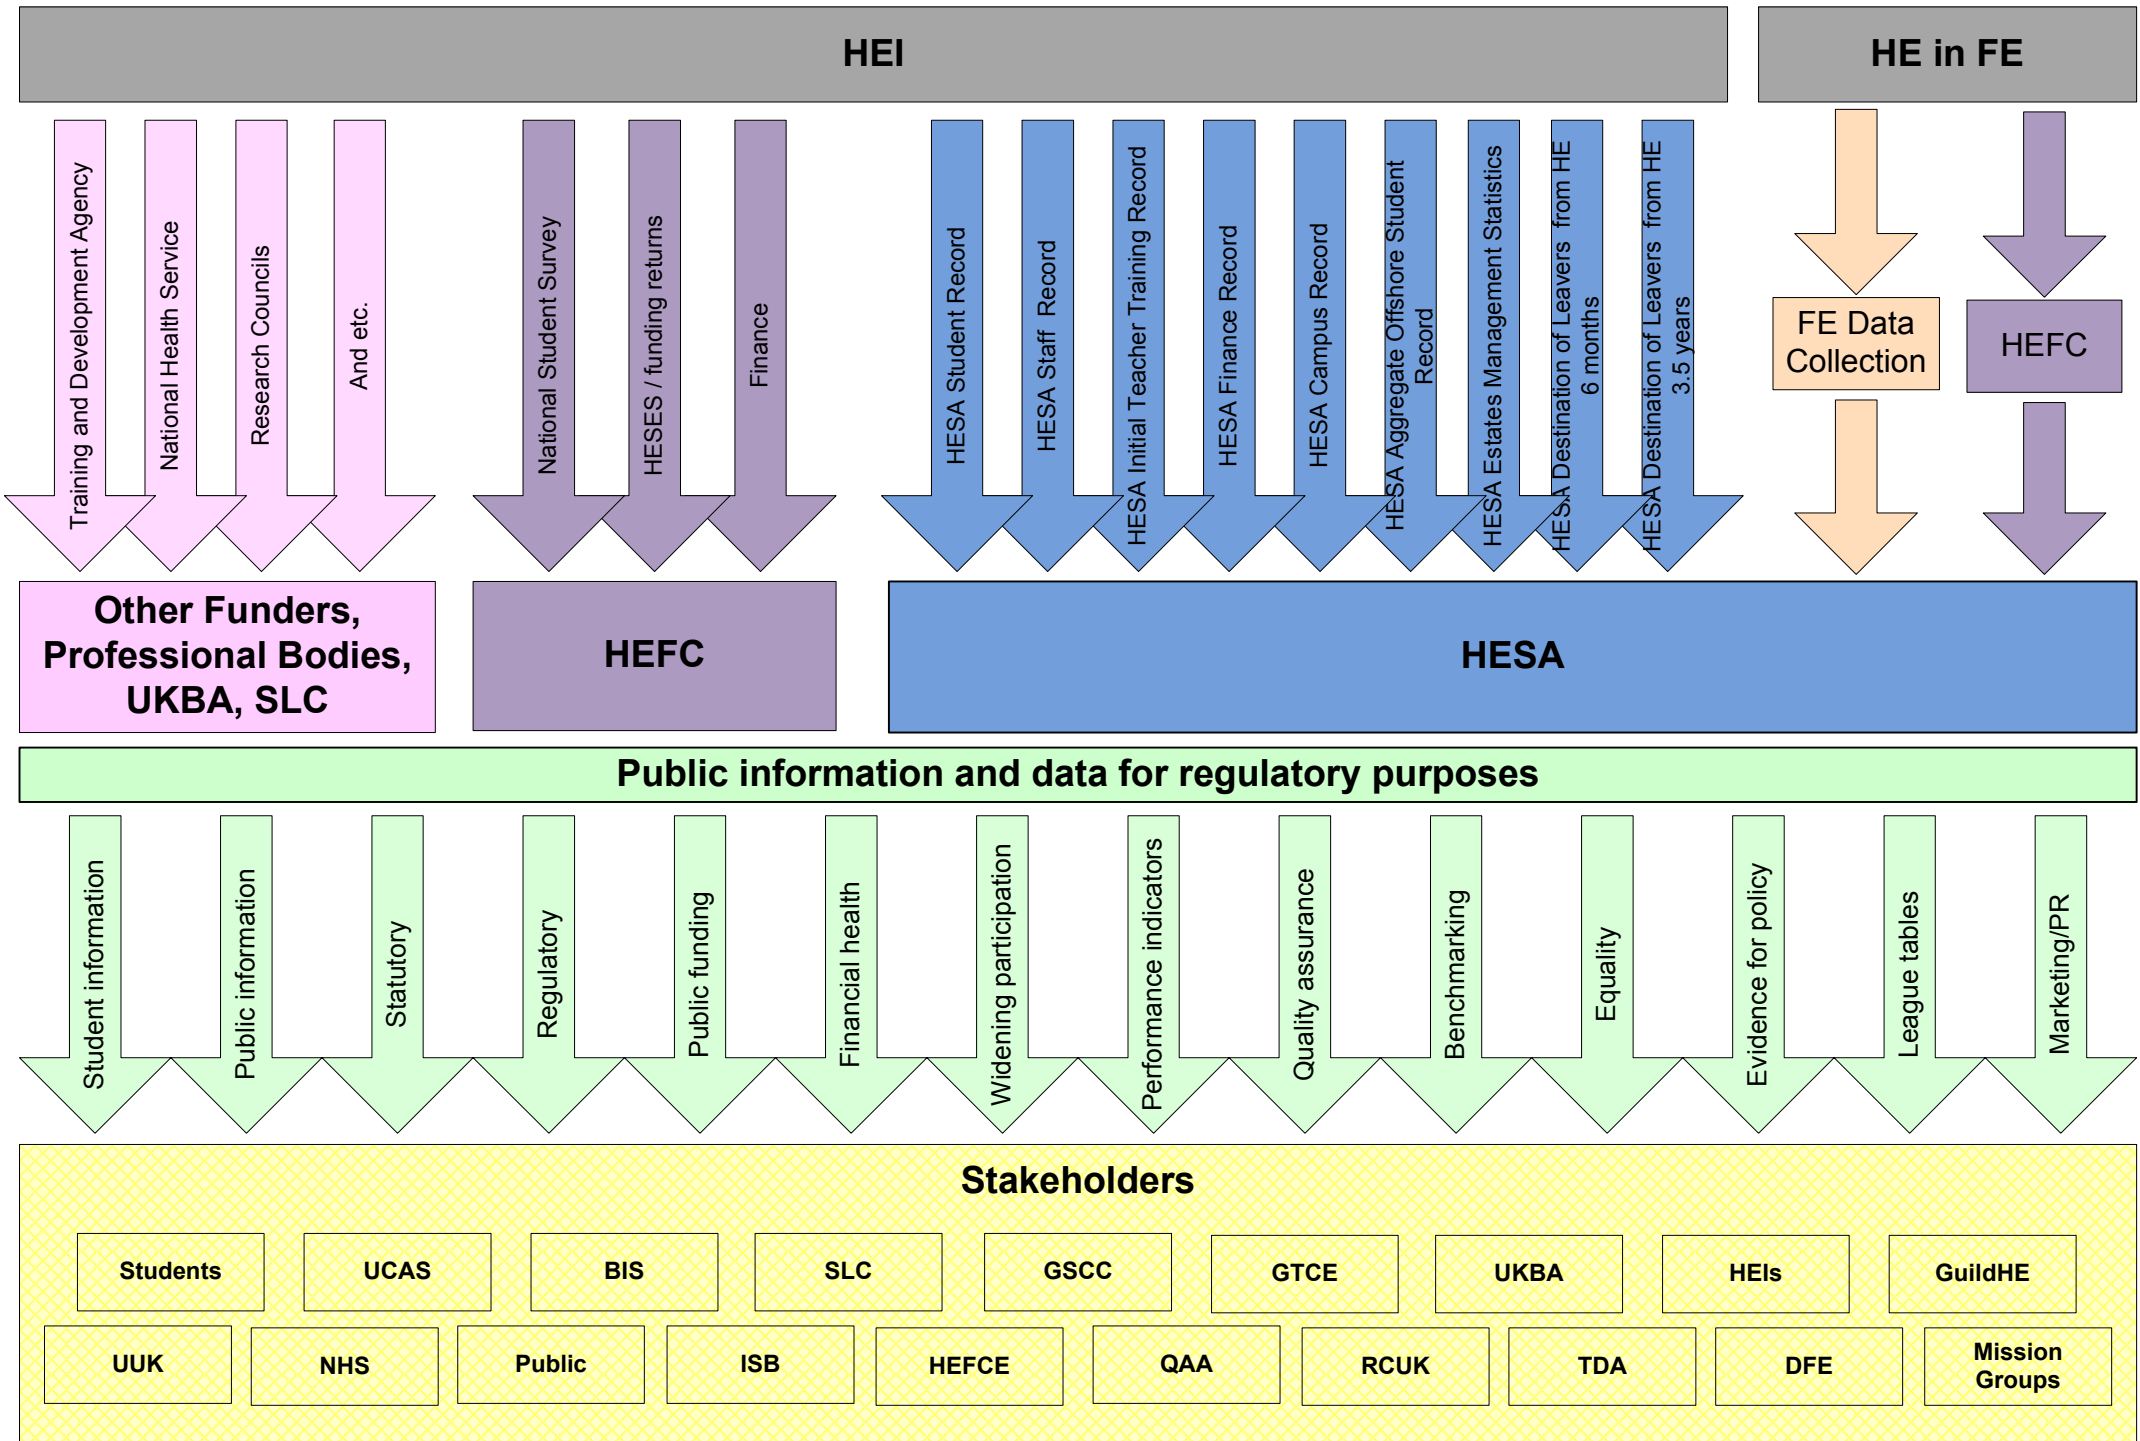 HEI
HE in FE
Training and Development Agency
National Health Service
Research Councils
And etc.
National Student Survey
HESES / funding returns
Finance
HESA Student Record
HESA Staff Record
HESA Initial Teacher Training Record
HESA Finance Record
HESA Campus Record
HESA Aggregate Offshore Student
Record
HESA Estates Management Statistics
HESA Destination of Leavers from HE
6 months
HESA Destination of Leavers from HE
3.5 years
FE Data
Collection
HEFC
Other Funders,
Professional Bodies,
UKBA, SLC
HEFC
HESA
Public information and data for regulatory purposes
Student information
Public information
Statutory
Regulatory
Public funding
Financial health
Widening participation
Performance indicators
Quality assurance
Benchmarking
Equality
Evidence for policy
League tables
Marketing/PR
Stakeholders
Students
UCAS
BIS
SLC
GSCC
GTCE
UKBA
HEIs
GuildHE
UUK
NHS
Public
ISB
HEFCE
QAA
RCUK
TDA
DFE
Mission
Groups